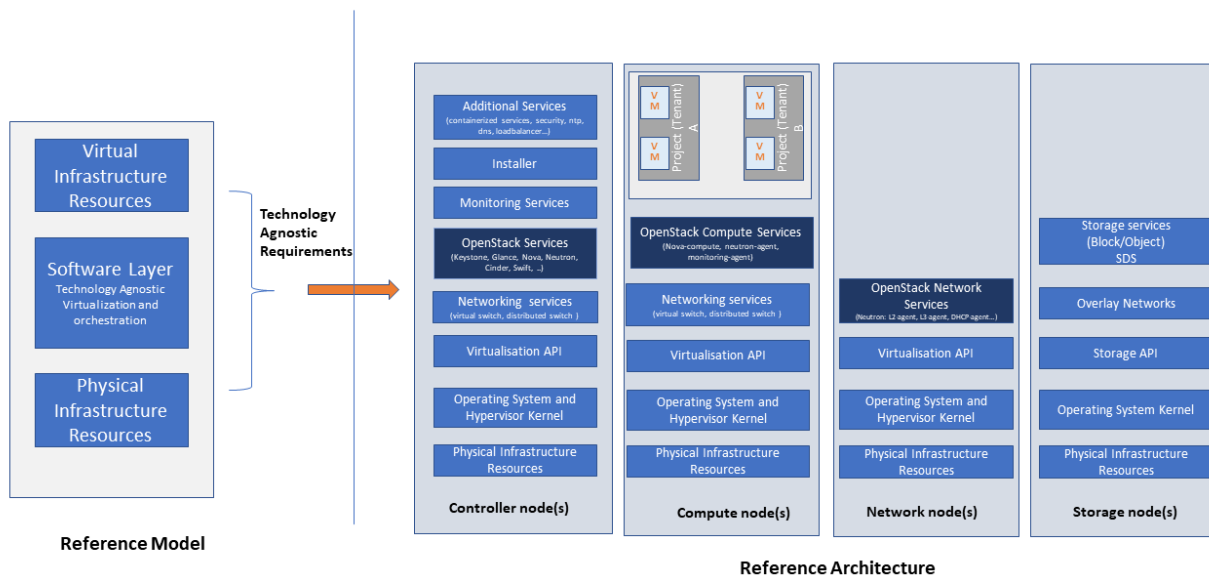 Virtual
Infrastructure
Resources
Software Layer
Technology Agnostic
Virtualization and
orchestration
Physical
Infrastructure
Resources
Reference Model
Technology
Agnostic
Requirements
Additional Services
(containerized services, security, ntp,
dns, loadbalancer...)
Installer
Monitoring Services
OpenStack Services
(Keystone, Glance, Nova, Neutron,
Cinder, Swift, ..)
Networking services
(virtual switch, distributed switch )
Virtualisation API
Operating System and
Hypervisor Kernel
Physical Infrastructure
Resources
Controller node(s)
V
M
V
M
Project (Tenant)
A
V
M
V
M
Project (Tenant)
B
OpenStack Compute Services
(Nova-compute, neutron-agent,
monitoring-agent)
Networking services
(virtual switch, distributed switch )
Virtualisation API
Operating System and
Hypervisor Kernel
Physical Infrastructure
Resources
Compute node(s)
OpenStack Network
Services
(Neutron: L2 agent, L3 agent, DHCP agent...)
Virtualisation API
Operating System and
Hypervisor Kernel
Physical Infrastructure
Resources
Network node(s)
Storage services
(Block/Object)
SDS
Overlay Networks
Storage API
Operating System Kernel
Physical Infrastructure
Resources
Storage node(s)
Reference Architecture